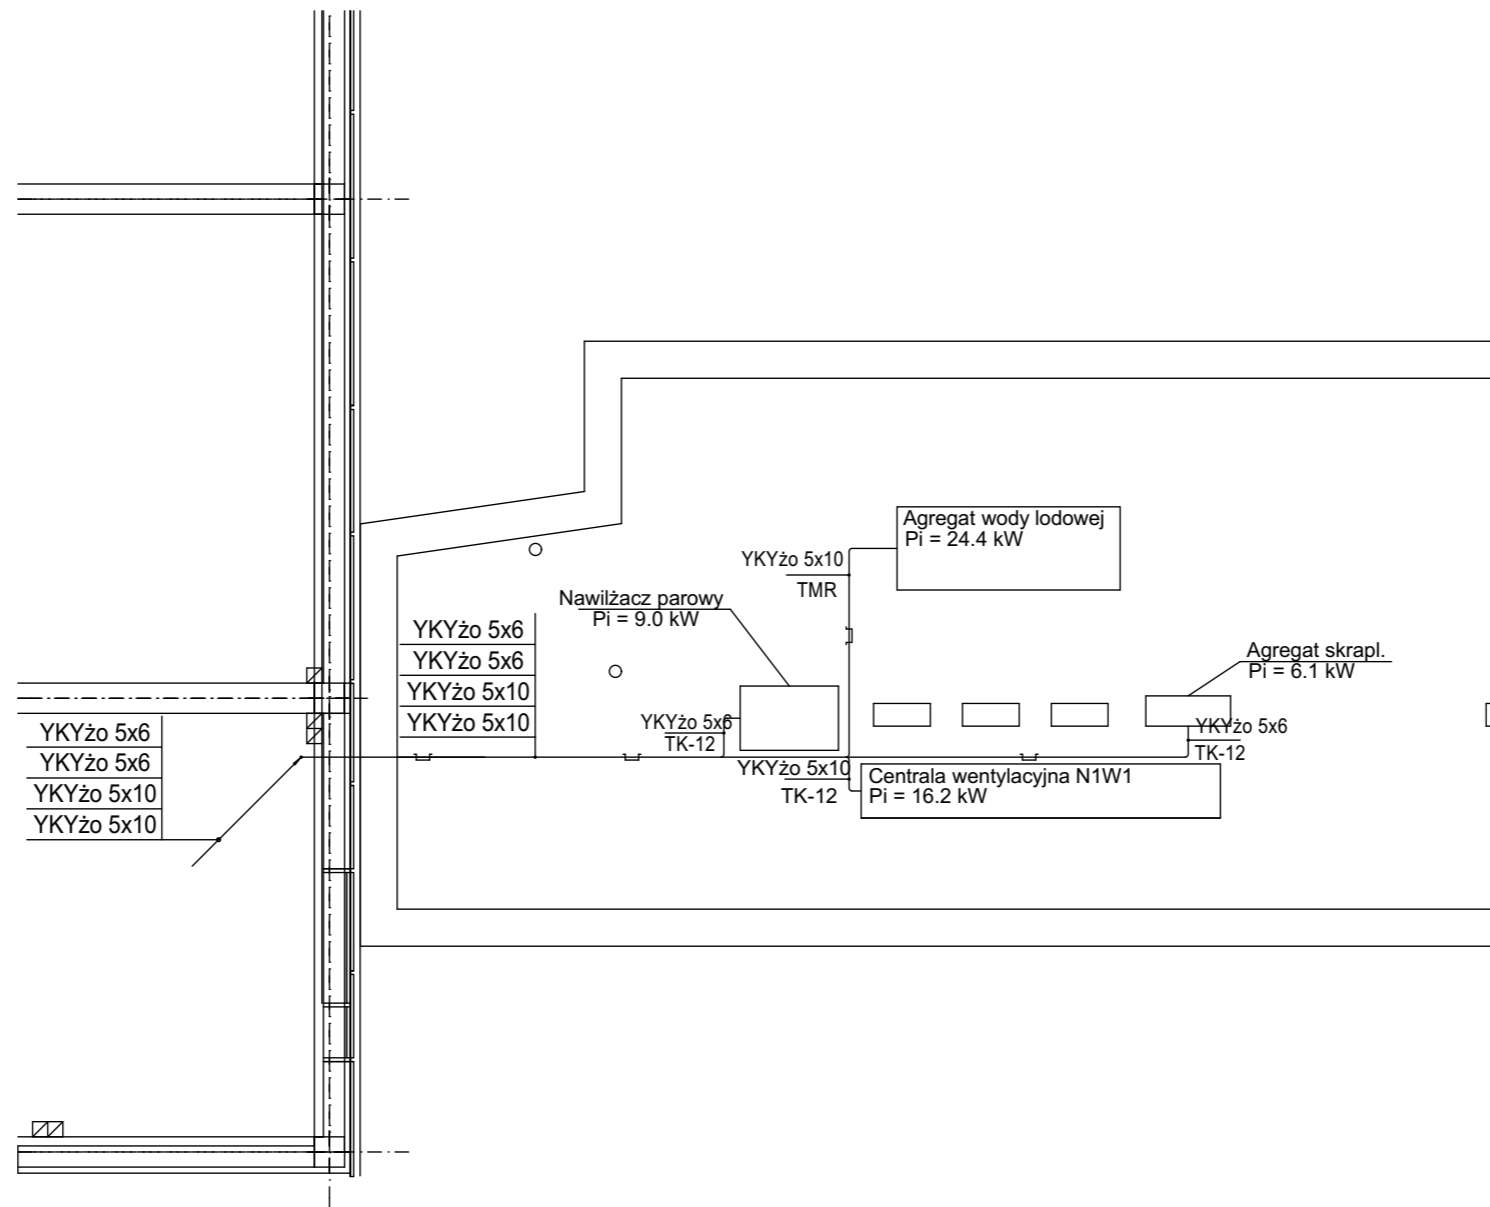 Agregat wody lodowej
Pi = 24.4 kW
YKYżo 5x10
TMR
Nawilżacz parowy
Pi = 9.0 kW
YKYżo 5x6
YKYżo 5x6
YKYżo 5x10
YKYżo 5x10
Agregat skrapl.
Pi = 6.1 kW
YKYżo 5x6
TK-12
YKYżo 5x6
TK-12
YKYżo 5x6
YKYżo 5x6
YKYżo 5x10
YKYżo 5x10
YKYżo 5x10
TK-12
Centrala wentylacyjna N1W1
Pi = 16.2 kW